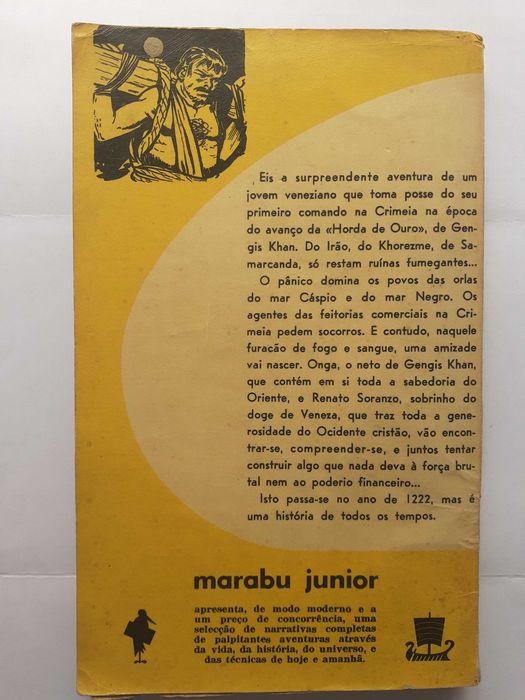 Eis a surpreendente aventura de um
jovem veneziano que toma posse do seu
primeiro comando na Crimeia na época
do avanço da «Horda de Ouro», de Gen-
gis Khan. Do Irão, do Khorezme, de Sa-
marcanda, só restam ruínas fumegantes...
O pânico domina os povos das orlas
do mar Cáspio e do mar Negro. Os
agentes das feitorias comerciais na Cri-
meia pedem socorros. E contudo, naquele
furacão de fogo e sangue, uma amizade
vai nascer. Onga, o neto de Gengis Khan,
que contém em si toda a sabedoria do
Oriente, e Renato Soranzo, sobrinho do
doge de Veneza, que traz toda a gene-
rosidade do Ocidente cristão, vão encon-
trar-se, compreender-se, e juntos tentar
construir algo que nada deva à força bru-
tal nem ao poderio financeiro...
Isto passa-se no ano de 1222, mas é
uma história de todos os tempos.
marabu junior
apresenta, de modo moderno e a
um preço de concorrência, uma
selecção de narrativas completas
de palpitantes aventuras através
da vida, da história, do universo, e
das técnicas de hoje e amanhã.